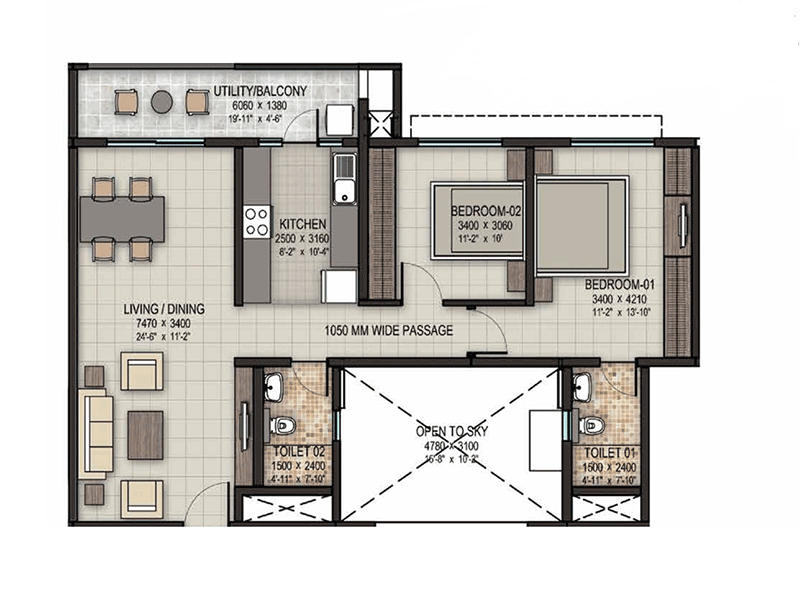 UTILITY/BALCONY
6060 X 1380
19'-11" X 4'-6"
KITCHEN
2500 X 3160
8'-2" X 10'-4"
BEDROOM-02
3400 X 3060
11'-2" X 10'
BEDROOM-01
3400 X 4210
11'-2" X 13'-10"
LIVING / DINING
7470 X 3400
24'-6" X 11'-2"
1050 MM WIDE PASSAGE
OPEN TO SKY
4780 X 3100
15'-8" X 10'-2"
TOILET 02
1500 X 2400
4'-11" X 7'-10"
TOILET 01
1500 X 2400
4'-11" X 7'-10"